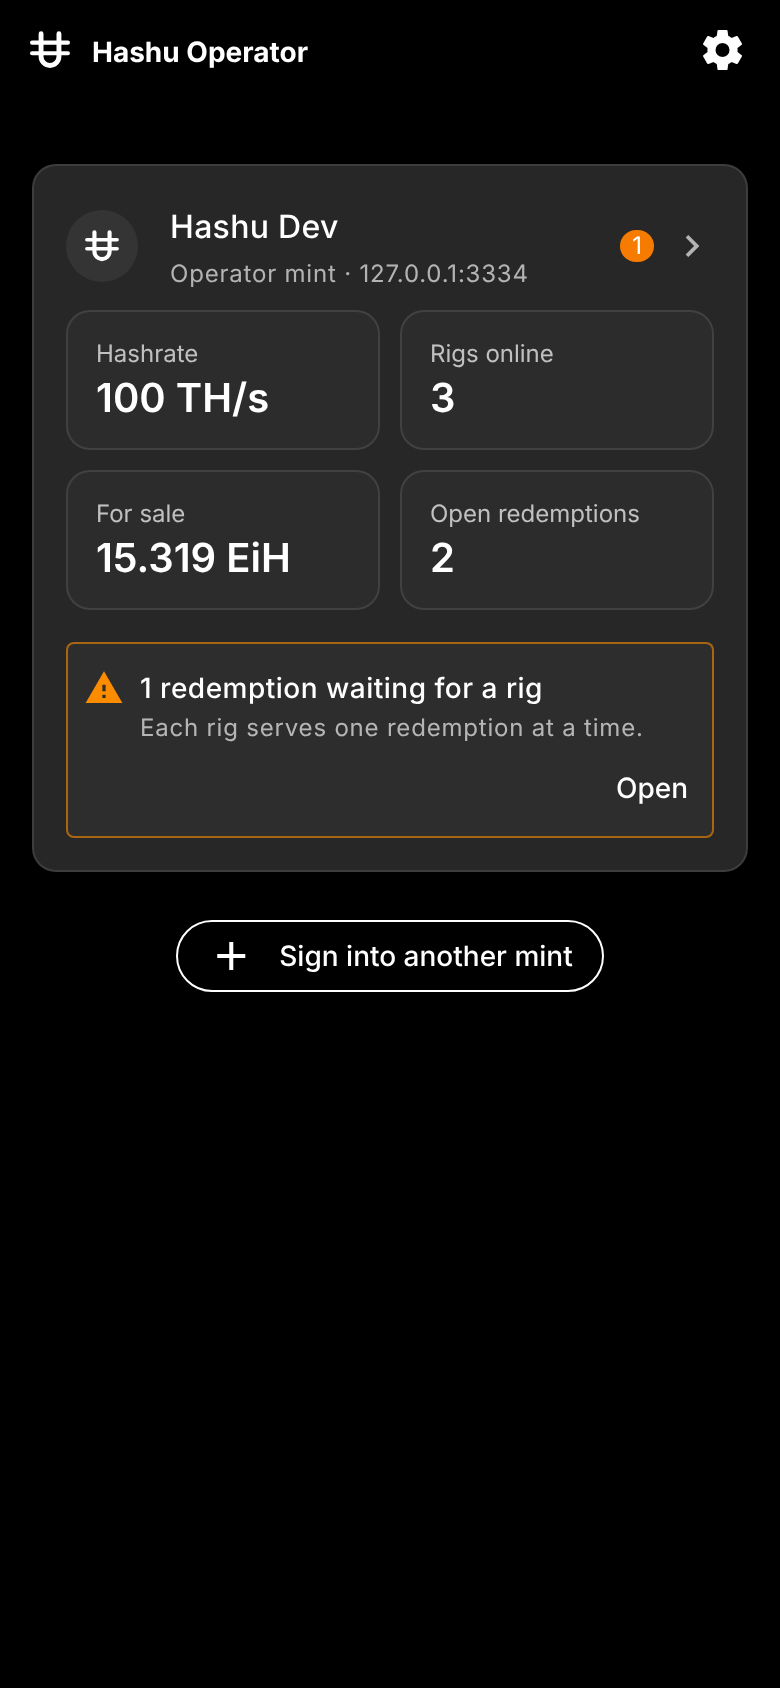 Hashu Operator
Hashu Dev
Operator mint · 127.0.0.1:3334
1
Hashrate
100 TH/s
Rigs online
3
For sale
15.319 EiH
Open redemptions
2
1 redemption waiting for a rig
Each rig serves one redemption at a time.
Open
Sign into another mint